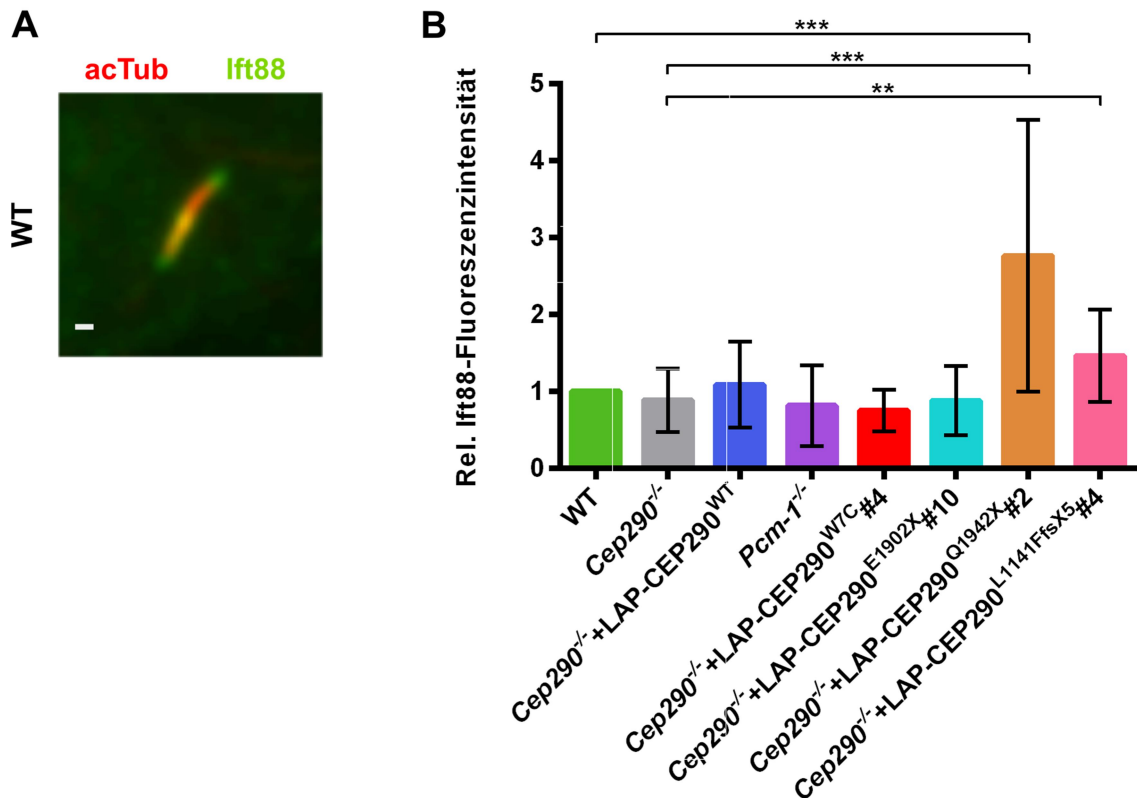 A
acTub Ift88
WT
B
***
***
**
Rel. Ift88-Fluoreszenzintensität
5
4
3
2
1
0
WT
Cep290-/-
Cep290-/-+LAP-CEP290WT
Pcm-1-/-
Cep290-/-+LAP-CEP290W7C#4
Cep290-/-+LAP-CEP290E1902X#10
Cep290-/-+LAP-CEP290Q1942X#2
Cep290-/-+LAP-CEP290L1141FfsX5#4